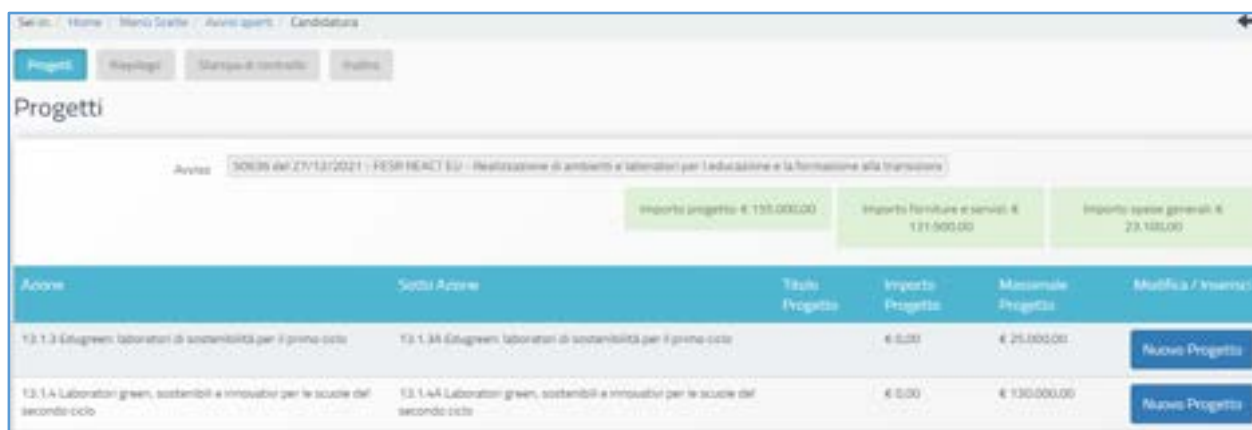 Sei in: / Home / Menù Scelte / Avvisi aperti / Candidatura
Progetti Riepilogo Stampa di controllo Inoltro
Progetti
Avviso 50636 del 27/12/2021 - FESR REACT EU - Realizzazione di ambienti e laboratori per l'educazione e la formazione alla transizione
Importo progetto: € 155.000,00 Importo forniture e servizi: € Importo spese generali: €
131.900,00 23.100,00
Azione Sotto Azione Titolo Importo Massimale Modifica / Inserisci
Progetto Progetto Progetto
13.1.3 Edugreen: laboratori di sostenibilità per il primo ciclo 13.1.3A Edugreen: laboratori di sostenibilità per il primo ciclo € 0,00 € 25.000,00 Nuovo Progetto
13.1.4 Laboratori green, sostenibili e innovativi per le scuole del 13.1.4A Laboratori green, sostenibili e innovativi per le scuole del € 0,00 € 130.000,00 Nuovo Progetto
secondo ciclo secondo ciclo